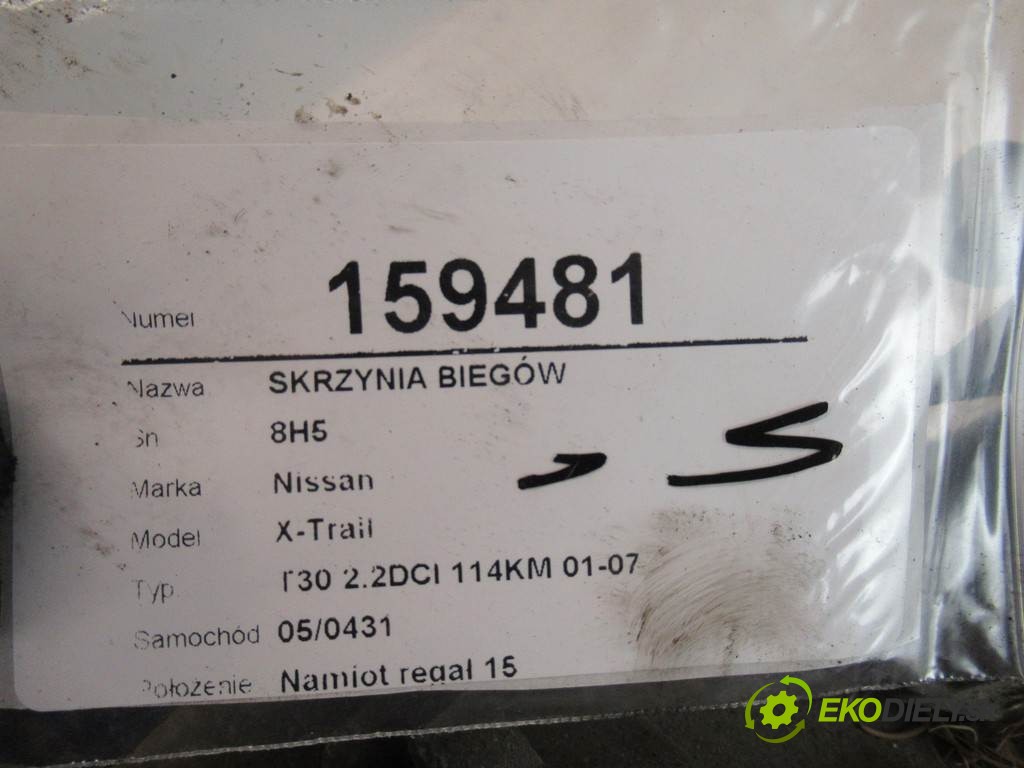 Numer 159481
Nazwa SKRZYNIA BIEGÓW
Sn 8H5
Marka Nissan
Model X-Trail
Typ T30 2.2DCI 114KM 01-07
Samochód 05/0431
Położenie Namiot regał 15
EKODIELY